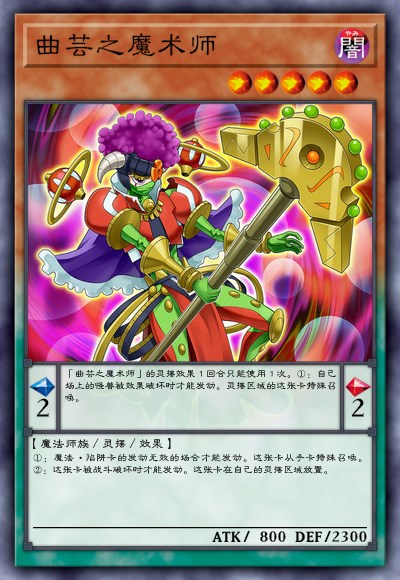 曲芸之魔术师
やみ
闇
「曲芸之魔术师」的灵摆效果1回合只能使用1次。①：自己
场上的怪兽被效果破坏时才能发动。灵摆区域的这张卡特殊召
唤。
2
2
【魔法师族／灵摆／效果】
①：魔法·陷阱卡的发动无效的场合才能发动。这张卡从手卡特殊召唤。
②：这张卡被战斗破坏时才能发动。这张卡在自己的灵摆区域放置。
ATK/ 800 DEF/2300